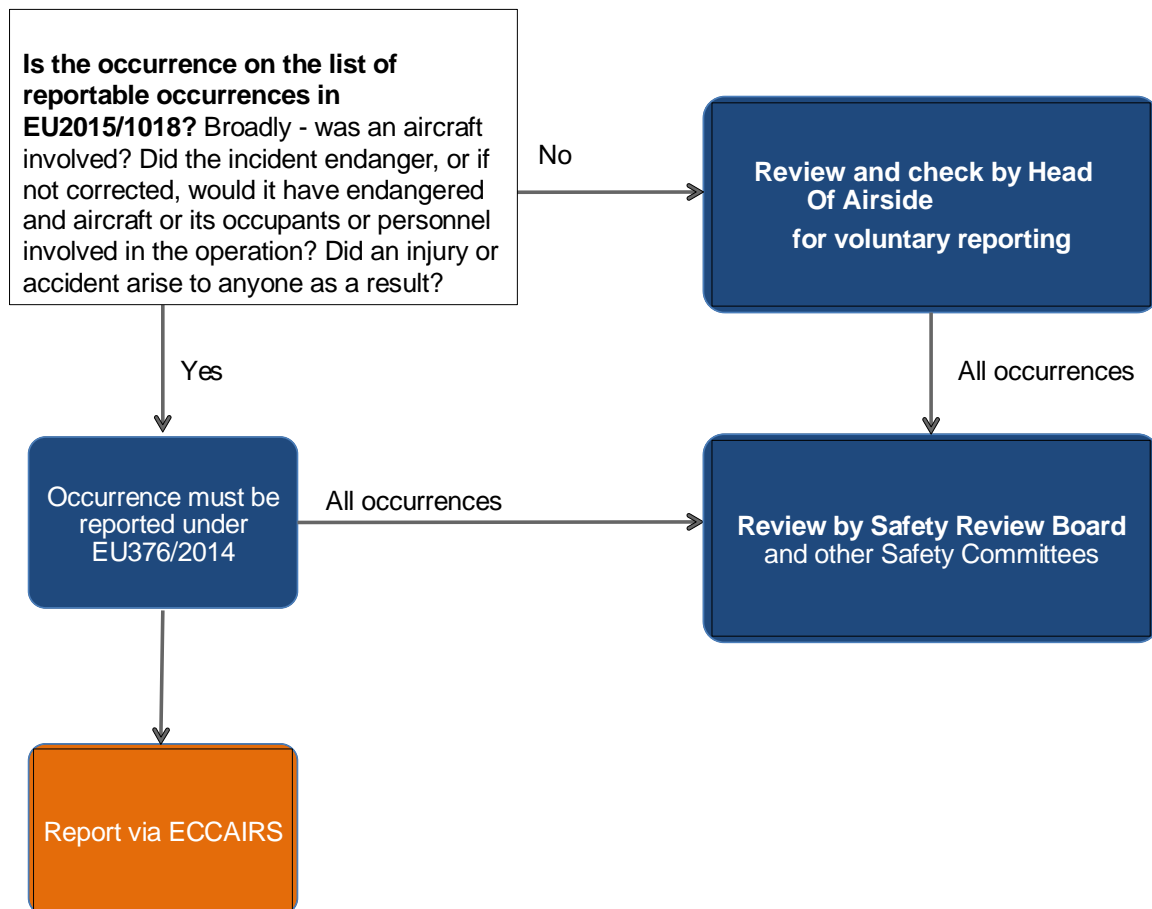 Is the occurrence on the list of
reportable occurrences in
EU2015/1018? Broadly - was an aircraft
involved? Did the incident endanger, or if
not corrected, would it have endangered
and aircraft or its occupants or personnel
involved in the operation? Did an injury or
accident arise to anyone as a result?
No
Review and check by Head
Of Airside
for voluntary reporting
Yes
All occurrences
Occurrence must be
reported under
EU376/2014
All occurrences
Review by Safety Review Board
and other Safety Committees
Report via ECCAIRS